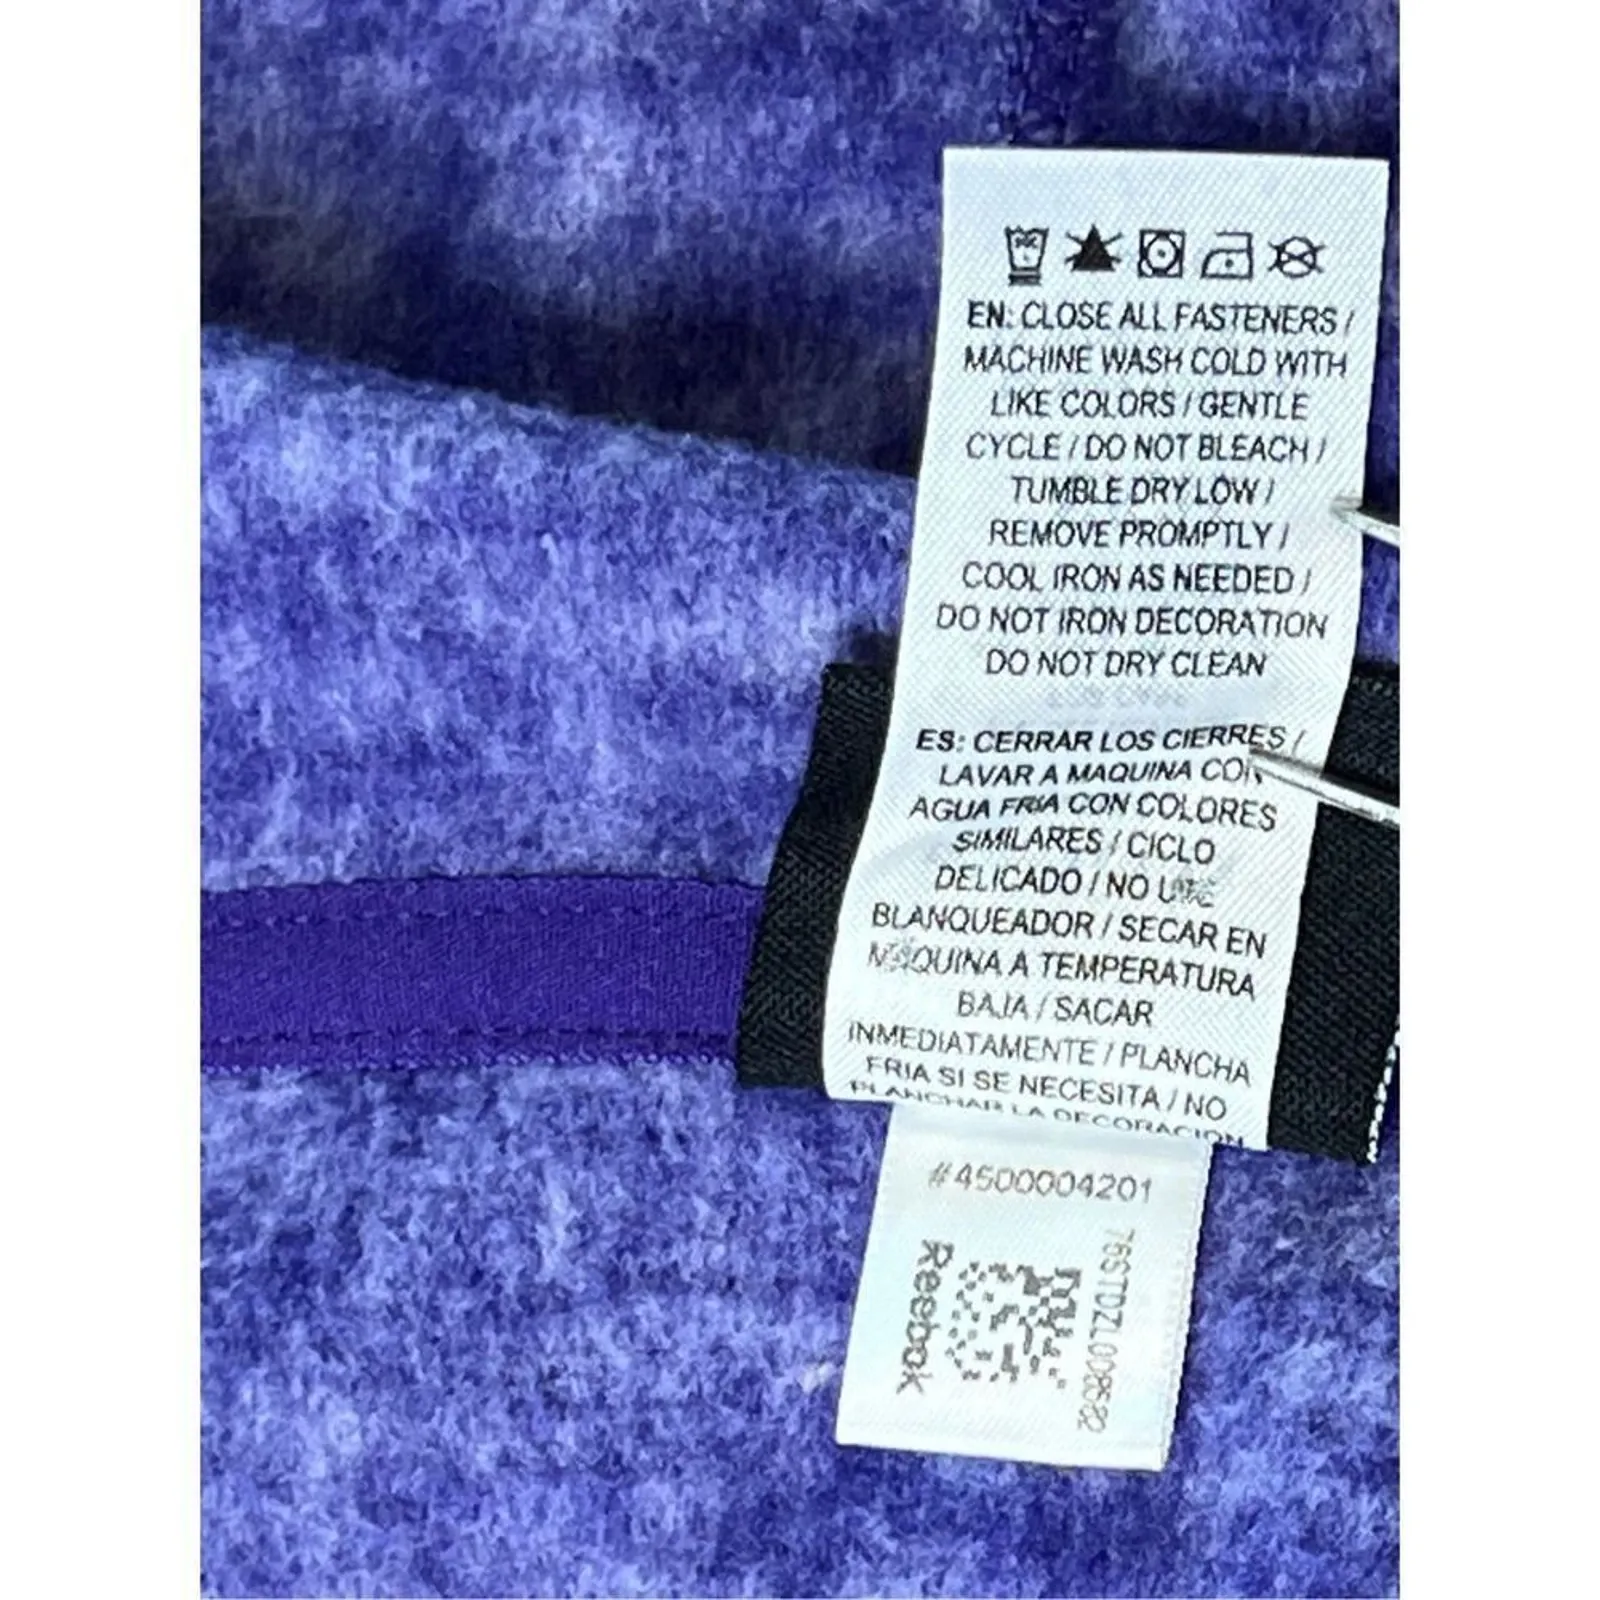 EN: CLOSE ALL FASTENERS /
MACHINE WASH COLD WITH
LIKE COLORS / GENTLE
CYCLE / DO NOT BLEACH /
TUMBLE DRY LOW /
REMOVE PROMPTLY /
COOL IRON AS NEEDED /
DO NOT IRON DECORATION
DO NOT DRY CLEAN
ES: CERRAR LOS CIERRES /
LAVAR A MAQUINA CON
AGUA FRIA CON COLORES
SIMILARES / CICLO
DELICADO / NO
BLANQUEADOR / SECAR EN
MAQUINA A TEMPERATURA
BAJA / SACAR
INMEDIATAMENTE / PLANCHA
FRIA SI SE NECESITA / NO
PLANCHAR LA DECORACION
#4500004201
Reebok